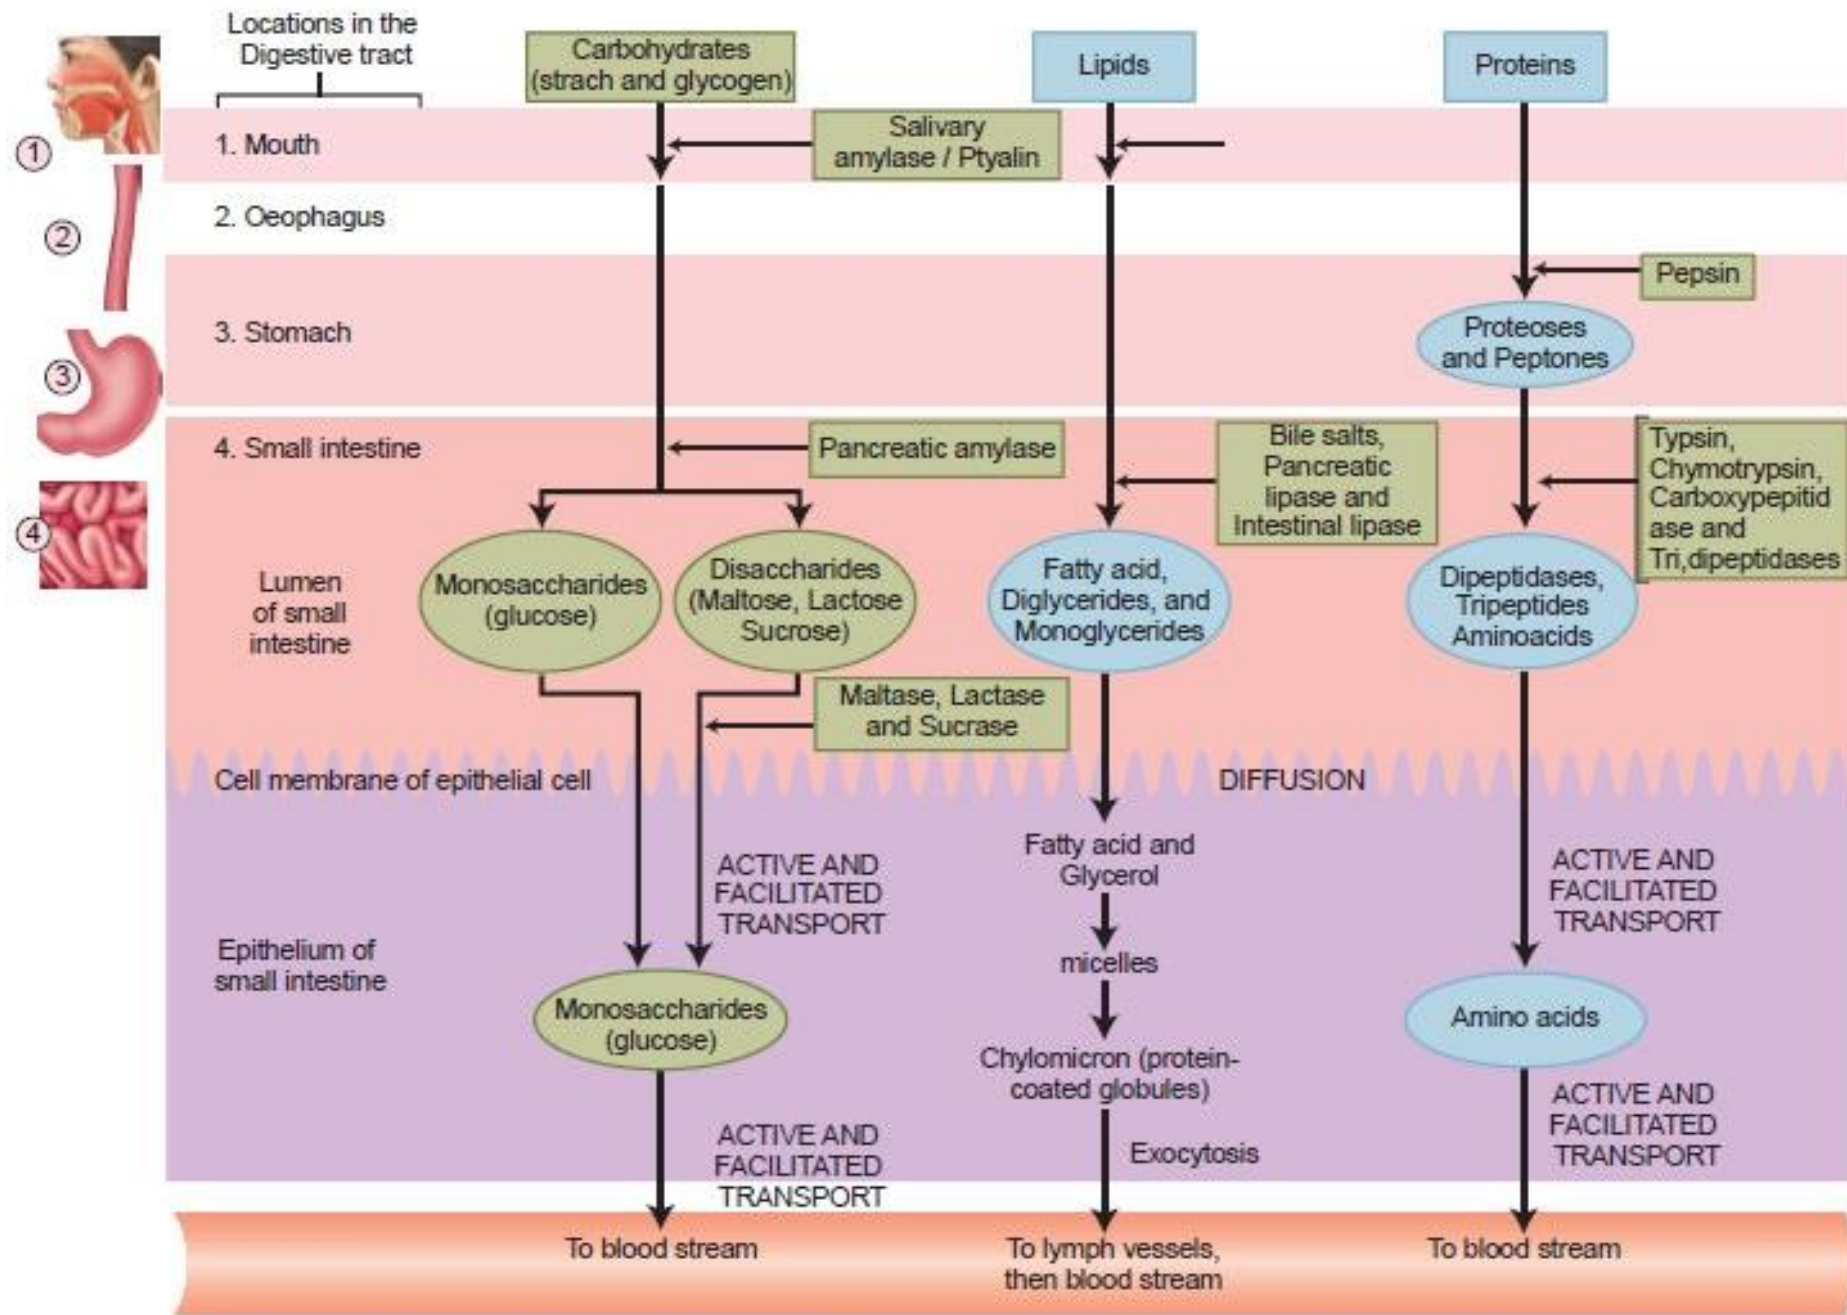 Locations in the
Digestive tract
Carbohydrates
(strach and glycogen)
Lipids
Proteins
1
1. Mouth
Salivary
amylase / Ptyalin
2
2. Oeophagus
Pepsin
3
3. Stomach
Proteoses
and Peptones
4
4. Small intestine
Pancreatic amylase
Bile salts,
Pancreatic
lipase and
Intestinal lipase
Typsin,
Chymotrypsin,
Carboxypepitid
ase and
Tri,dipeptidases
Lumen
of small
intestine
Monosaccharides
(glucose)
Disaccharides
(Maltose, Lactose
Sucrose)
Fatty acid,
Diglycerides, and
Monoglycerides
Dipeptidases,
Tripeptides
Aminoacids
Maltase, Lactase
and Sucrase
Cell membrane of epithelial cell
DIFFUSION
Fatty acid and
Glycerol
ACTIVE AND
FACILITATED
TRANSPORT
ACTIVE AND
FACILITATED
TRANSPORT
Epithelium of
small intestine
micelles
Monosaccharides
(glucose)
Amino acids
Chylomicron (protein-
coated globules)
ACTIVE AND
FACILITATED
TRANSPORT
Exocytosis
ACTIVE AND
FACILITATED
TRANSPORT
To blood stream
To lymph vessels,
then blood stream
To blood stream